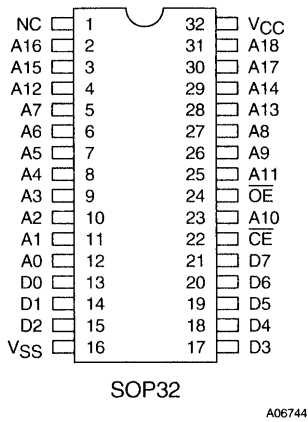 NC 1 32 VCC
A16 2 31 A18
A15 3 30 A17
A12 4 29 A14
A7 5 28 A13
A6 6 27 A8
A5 7 26 A9
A4 8 25 A11
A3 9 24 O̅E̅
A2 10 23 A10
A1 11 22 C̅E̅
A0 12 21 D7
D0 13 20 D6
D1 14 19 D5
D2 15 18 D4
VSS 16 17 D3
SOP32
A06744